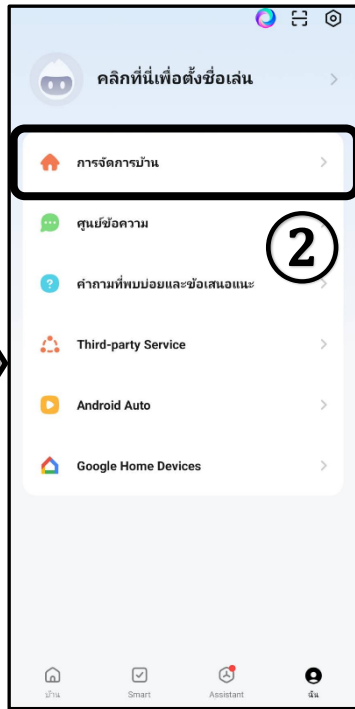 คลิกที่นี่เพื่อตั้งชื่อเล่น
การจัดการบ้าน
ศูนย์ข้อความ
②
คำถามที่พบบ่อยและข้อเสนอแนะ
Third-party Service
Android Auto
Google Home Devices
บ้าน
Smart
Assistant
ฉัน